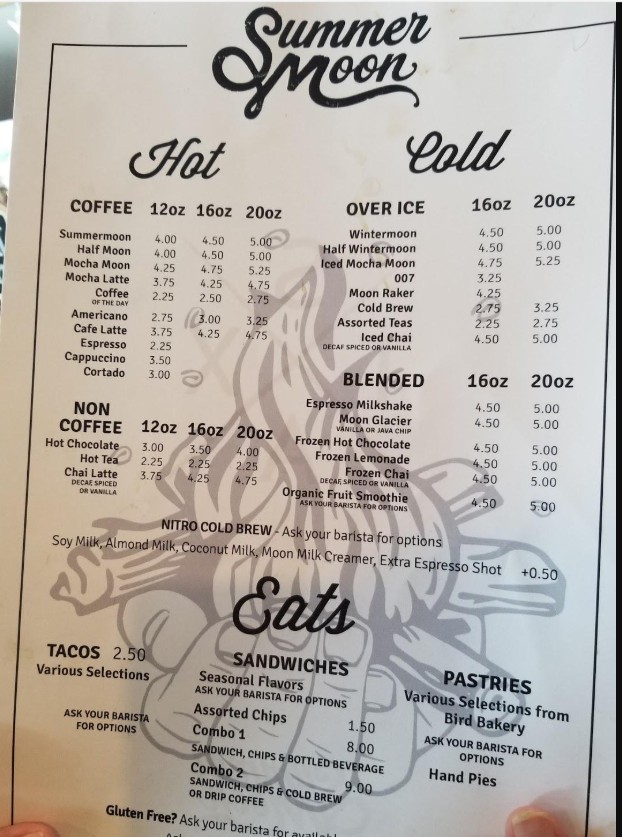 Summer
Moon
Hot
COFFEE 12oz 16oz 20oz
Summermoon 4.00 4.50 5.00
Half Moon 4.00 4.50 5.00
Mocha Moon 4.25 4.75 5.25
Mocha Latte 3.75 4.25 4.75
Coffee 2.25 2.50 2.75
OF THE DAY
Americano 2.75 3.00 3.25
Cafe Latte 3.75 4.25 4.75
Espresso 2.25
Cappuccino 3.50
Cortado 3.00
NON
COFFEE 12oz 16oz 20oz
Hot Chocolate 3.00 3.50 4.00
Hot Tea 2.25 2.25 2.25
Chai Latte 3.75 4.25 4.75
DECAF, SPICED
OR VANILLA
Cold
OVER ICE 16oz 20oz
Wintermoon 4.50 5.00
Half Wintermoon 4.50 5.00
Iced Mocha Moon 4.75 5.25
007 3.25
Moon Raker 4.25
Cold Brew 2.75 3.25
Assorted Teas 2.25 2.75
Iced Chai 4.50 5.00
DECAF, SPICED OR VANILLA
BLENDED 16oz 20oz
Espresso Milkshake 4.50 5.00
Moon Glacier 4.50 5.00
VANILLA OR JAVA CHIP
Frozen Hot Chocolate 4.50 5.00
Frozen Lemonade 4.50 5.00
Frozen Chai 4.50 5.00
DECAF, SPICED OR VANILLA
Organic Fruit Smoothie 4.50 5.00
ASK YOUR BARISTA FOR OPTIONS
NITRO COLD BREW - Ask your barista for options
Soy Milk, Almond Milk, Coconut Milk, Moon Milk Creamer, Extra Espresso Shot +0.50
Eats
TACOS 2.50
Various Selections
ASK YOUR BARISTA
FOR OPTIONS
SANDWICHES
Seasonal Flavors
ASK YOUR BARISTA FOR OPTIONS
Assorted Chips 1.50
Combo 1 8.00
SANDWICH, CHIPS & BOTTLED BEVERAGE
Combo 2 9.00
SANDWICH, CHIPS & COLD BREW
OR DRIP COFFEE
PASTRIES
Various Selections from
Bird Bakery
ASK YOUR BARISTA FOR
OPTIONS
Hand Pies
Gluten Free? Ask your barista for